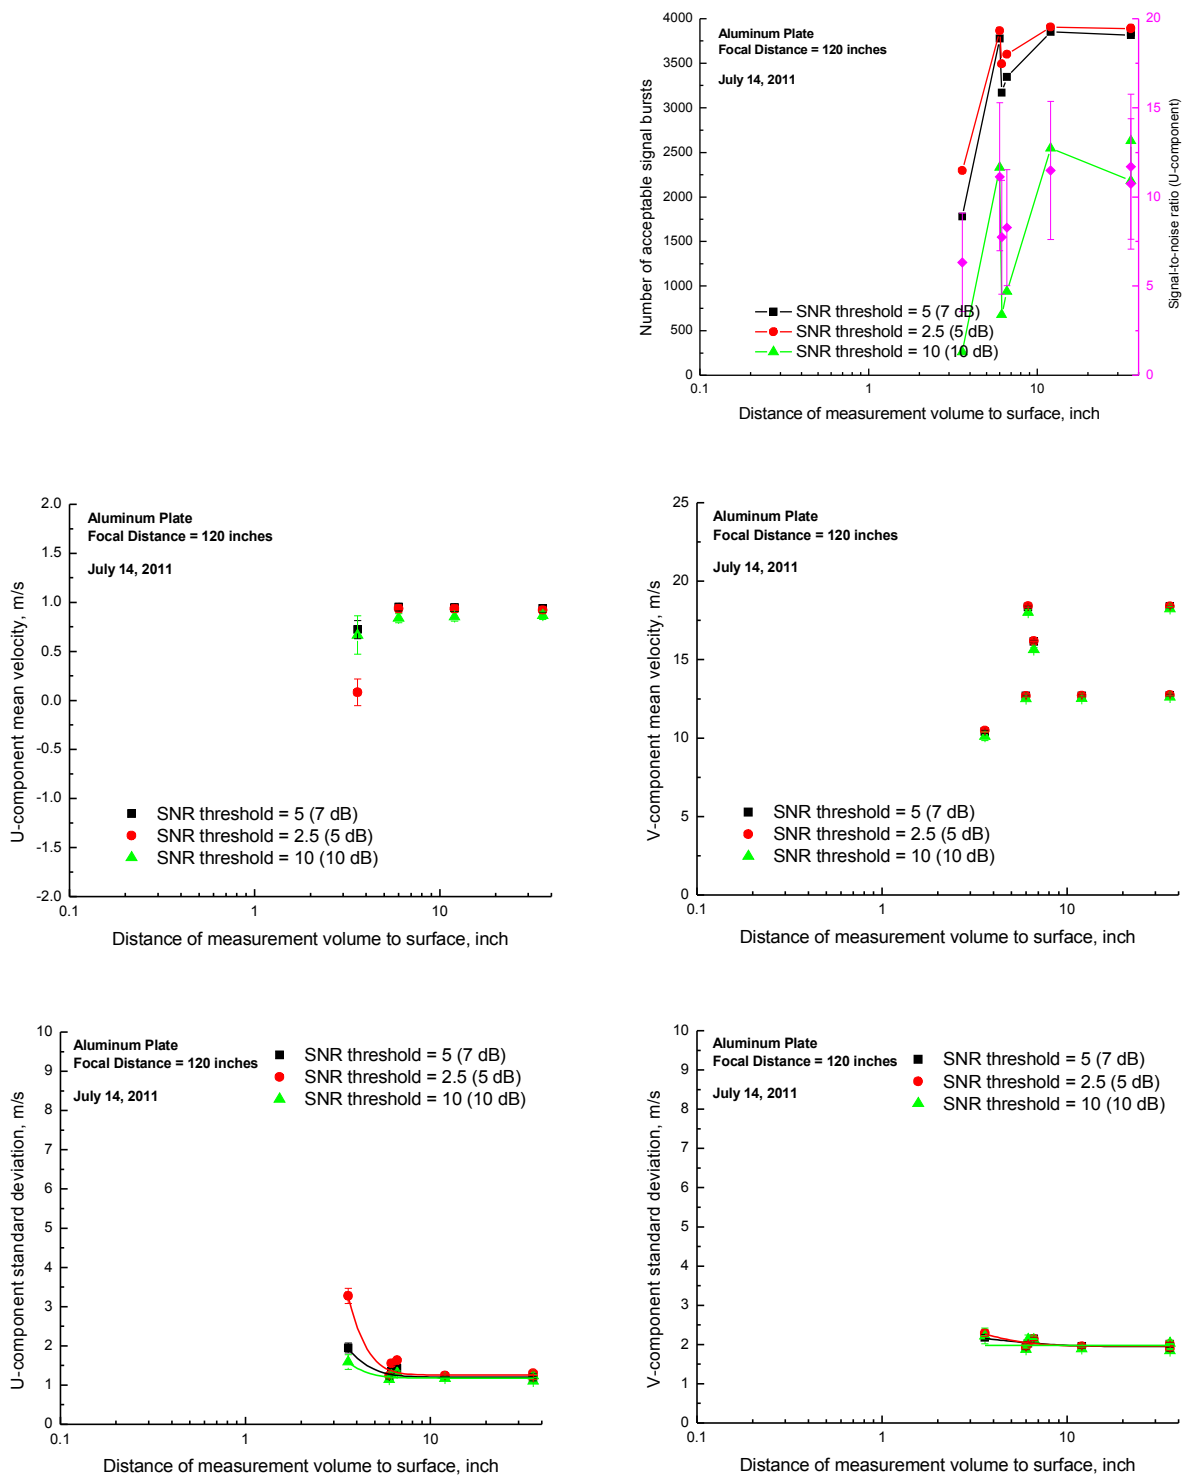 Aluminum Plate
Focal Distance = 120 inches
July 14, 2011
4000
3500
3000
2500
2000
1500
1000
500
0
Number of acceptable signal bursts
20
15
10
5
0
Signal-to-noise ratio (U-component)
SNR threshold = 5 (7 dB)
SNR threshold = 2.5 (5 dB)
SNR threshold = 10 (10 dB)
0.1
1
10
Distance of measurement volume to surface, inch
Aluminum Plate
Focal Distance = 120 inches
July 14, 2011
2.0
1.5
1.0
0.5
0.0
-0.5
-1.0
-1.5
-2.0
U-component mean velocity, m/s
SNR threshold = 5 (7 dB)
SNR threshold = 2.5 (5 dB)
SNR threshold = 10 (10 dB)
0.1
1
10
Distance of measurement volume to surface, inch
Aluminum Plate
Focal Distance = 120 inches
July 14, 2011
25
20
15
10
5
0
V-component mean velocity, m/s
SNR threshold = 5 (7 dB)
SNR threshold = 2.5 (5 dB)
SNR threshold = 10 (10 dB)
0.1
1
10
Distance of measurement volume to surface, inch
Aluminum Plate
Focal Distance = 120 inches
July 14, 2011
SNR threshold = 5 (7 dB)
SNR threshold = 2.5 (5 dB)
SNR threshold = 10 (10 dB)
10
9
8
7
6
5
4
3
2
1
0
U-component standard deviation, m/s
0.1
1
10
Distance of measurement volume to surface, inch
Aluminum Plate
Focal Distance = 120 inches
July 14, 2011
SNR threshold = 5 (7 dB)
SNR threshold = 2.5 (5 dB)
SNR threshold = 10 (10 dB)
10
9
8
7
6
5
4
3
2
1
0
V-component standard deviation, m/s
0.1
1
10
Distance of measurement volume to surface, inch